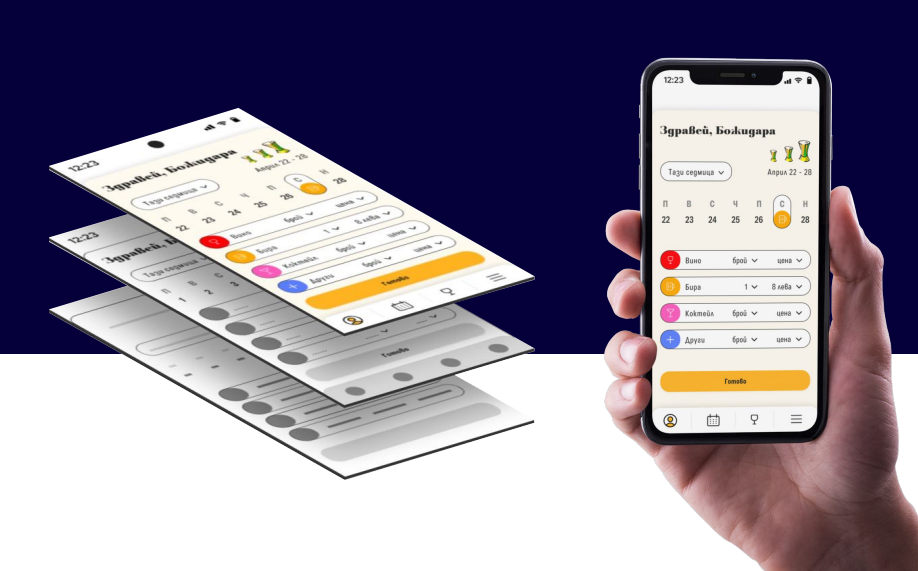 12:23
Здравей, Божидара
Тази седмица
Април 22 - 28
П В С Ч П С Н
22 23 24 25 26 28
Вино брой цена
Бира 1 8 лева
Коктейл брой цена
Други брой цена
Готово
12:23
Здравей, Б
Тази седмица
П В С
1 2 3
Готово
12:23
Здравей, Божидара
Тази седмица
Април 22 - 28
П В С Ч П С Н
22 23 24 25 26 28
Вино брой цена
Бира 1 8 лева
Коктейл брой цена
Други брой цена
Готово